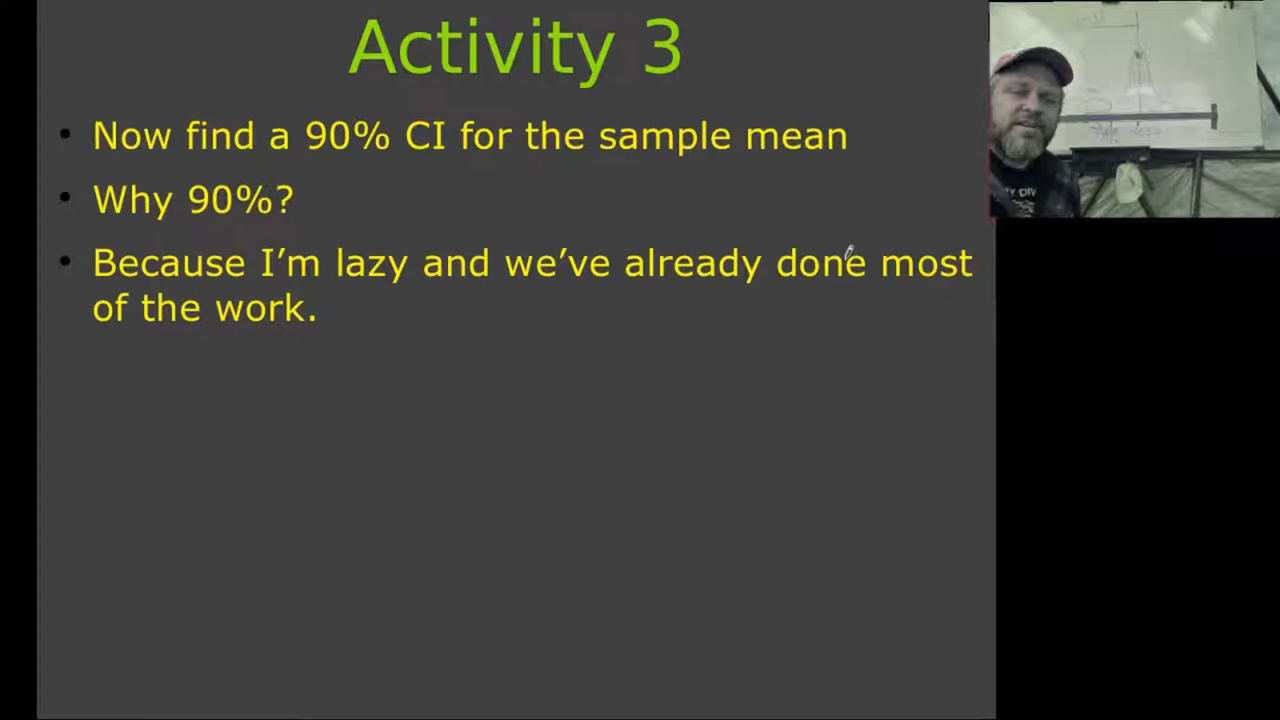 Activity 3
• Now find a 90% CI for the sample mean
• Why 90%?
• Because I’m lazy and we’ve already done most
of the work.